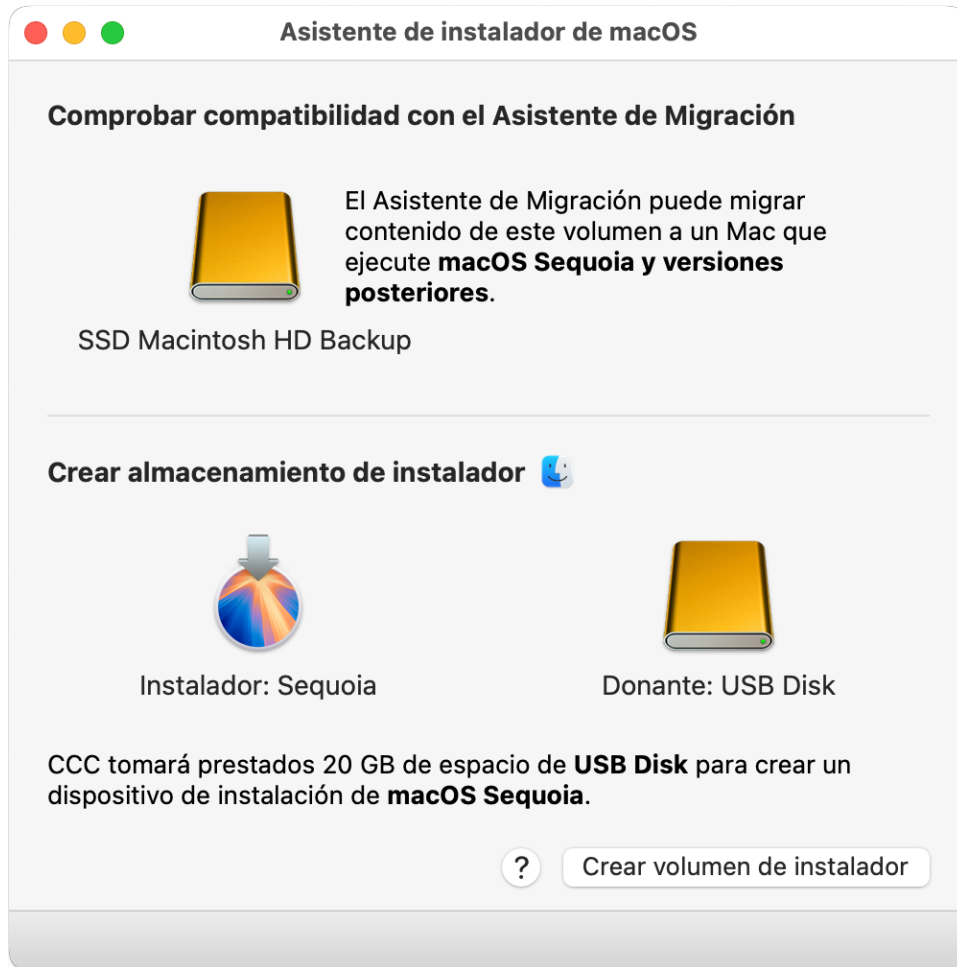 Asistente de instalador de macOS
Comprobar compatibilidad con el Asistente de Migración
El Asistente de Migración puede migrar
contenido de este volumen a un Mac que
ejecute macOS Sequoia y versiones
posteriores.
SSD Macintosh HD Backup
Crear almacenamiento de instalador
Instalador: Sequoia
Donante: USB Disk
CCC tomará prestados 20 GB de espacio de USB Disk para crear un
dispositivo de instalación de macOS Sequoia.
?
Crear volumen de instalador